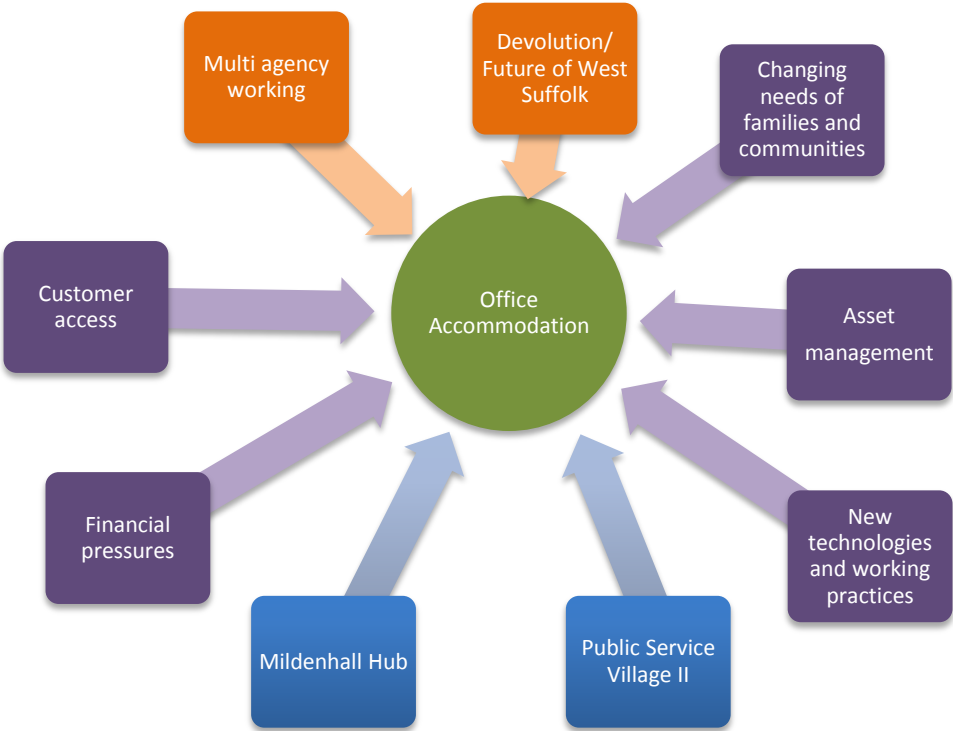 Multi agency
working
Devolution/
Future of West
Suffolk
Changing
needs of
families and
communities
Customer
access
Office
Accommodation
Asset
management
Financial
pressures
New
technologies
and working
practices
Mildenhall Hub
Public Service
Village II